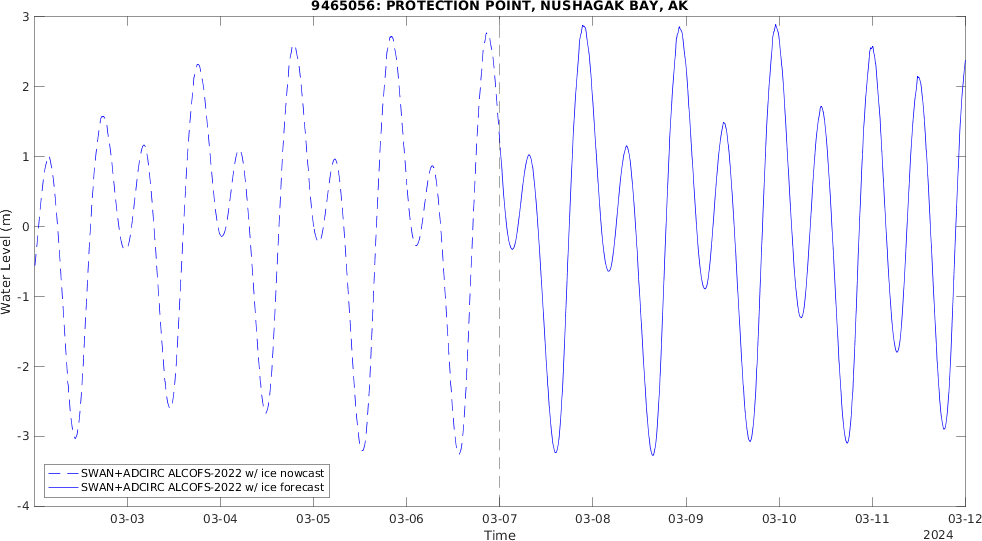 9465056: PROTECTION POINT, NUSHAGAK BAY, AK
3
2
1
0
-1
-2
-3
-4
Water Level (m)
SWAN+ADCIRC ALCOFS-2022 w/ ice nowcast
SWAN+ADCIRC ALCOFS-2022 w/ ice forecast
03-03 03-04 03-05 03-06 03-07 03-08 03-09 03-10 03-11 03-12
Time
2024